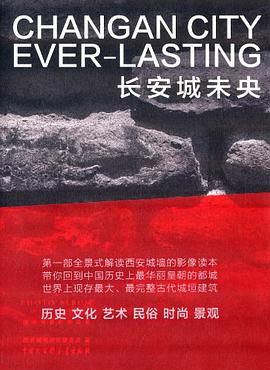 CHANGAN CITY
EVER-LASTING
长安城未央
第一部全景式解读西安城墙的影像读本
带你回到中国历史上最华丽皇朝的都城
世界上现存最大、最完整古代城垣建筑
PHOTO ALBUM
历史 文化 艺术 民俗 时尚 景观